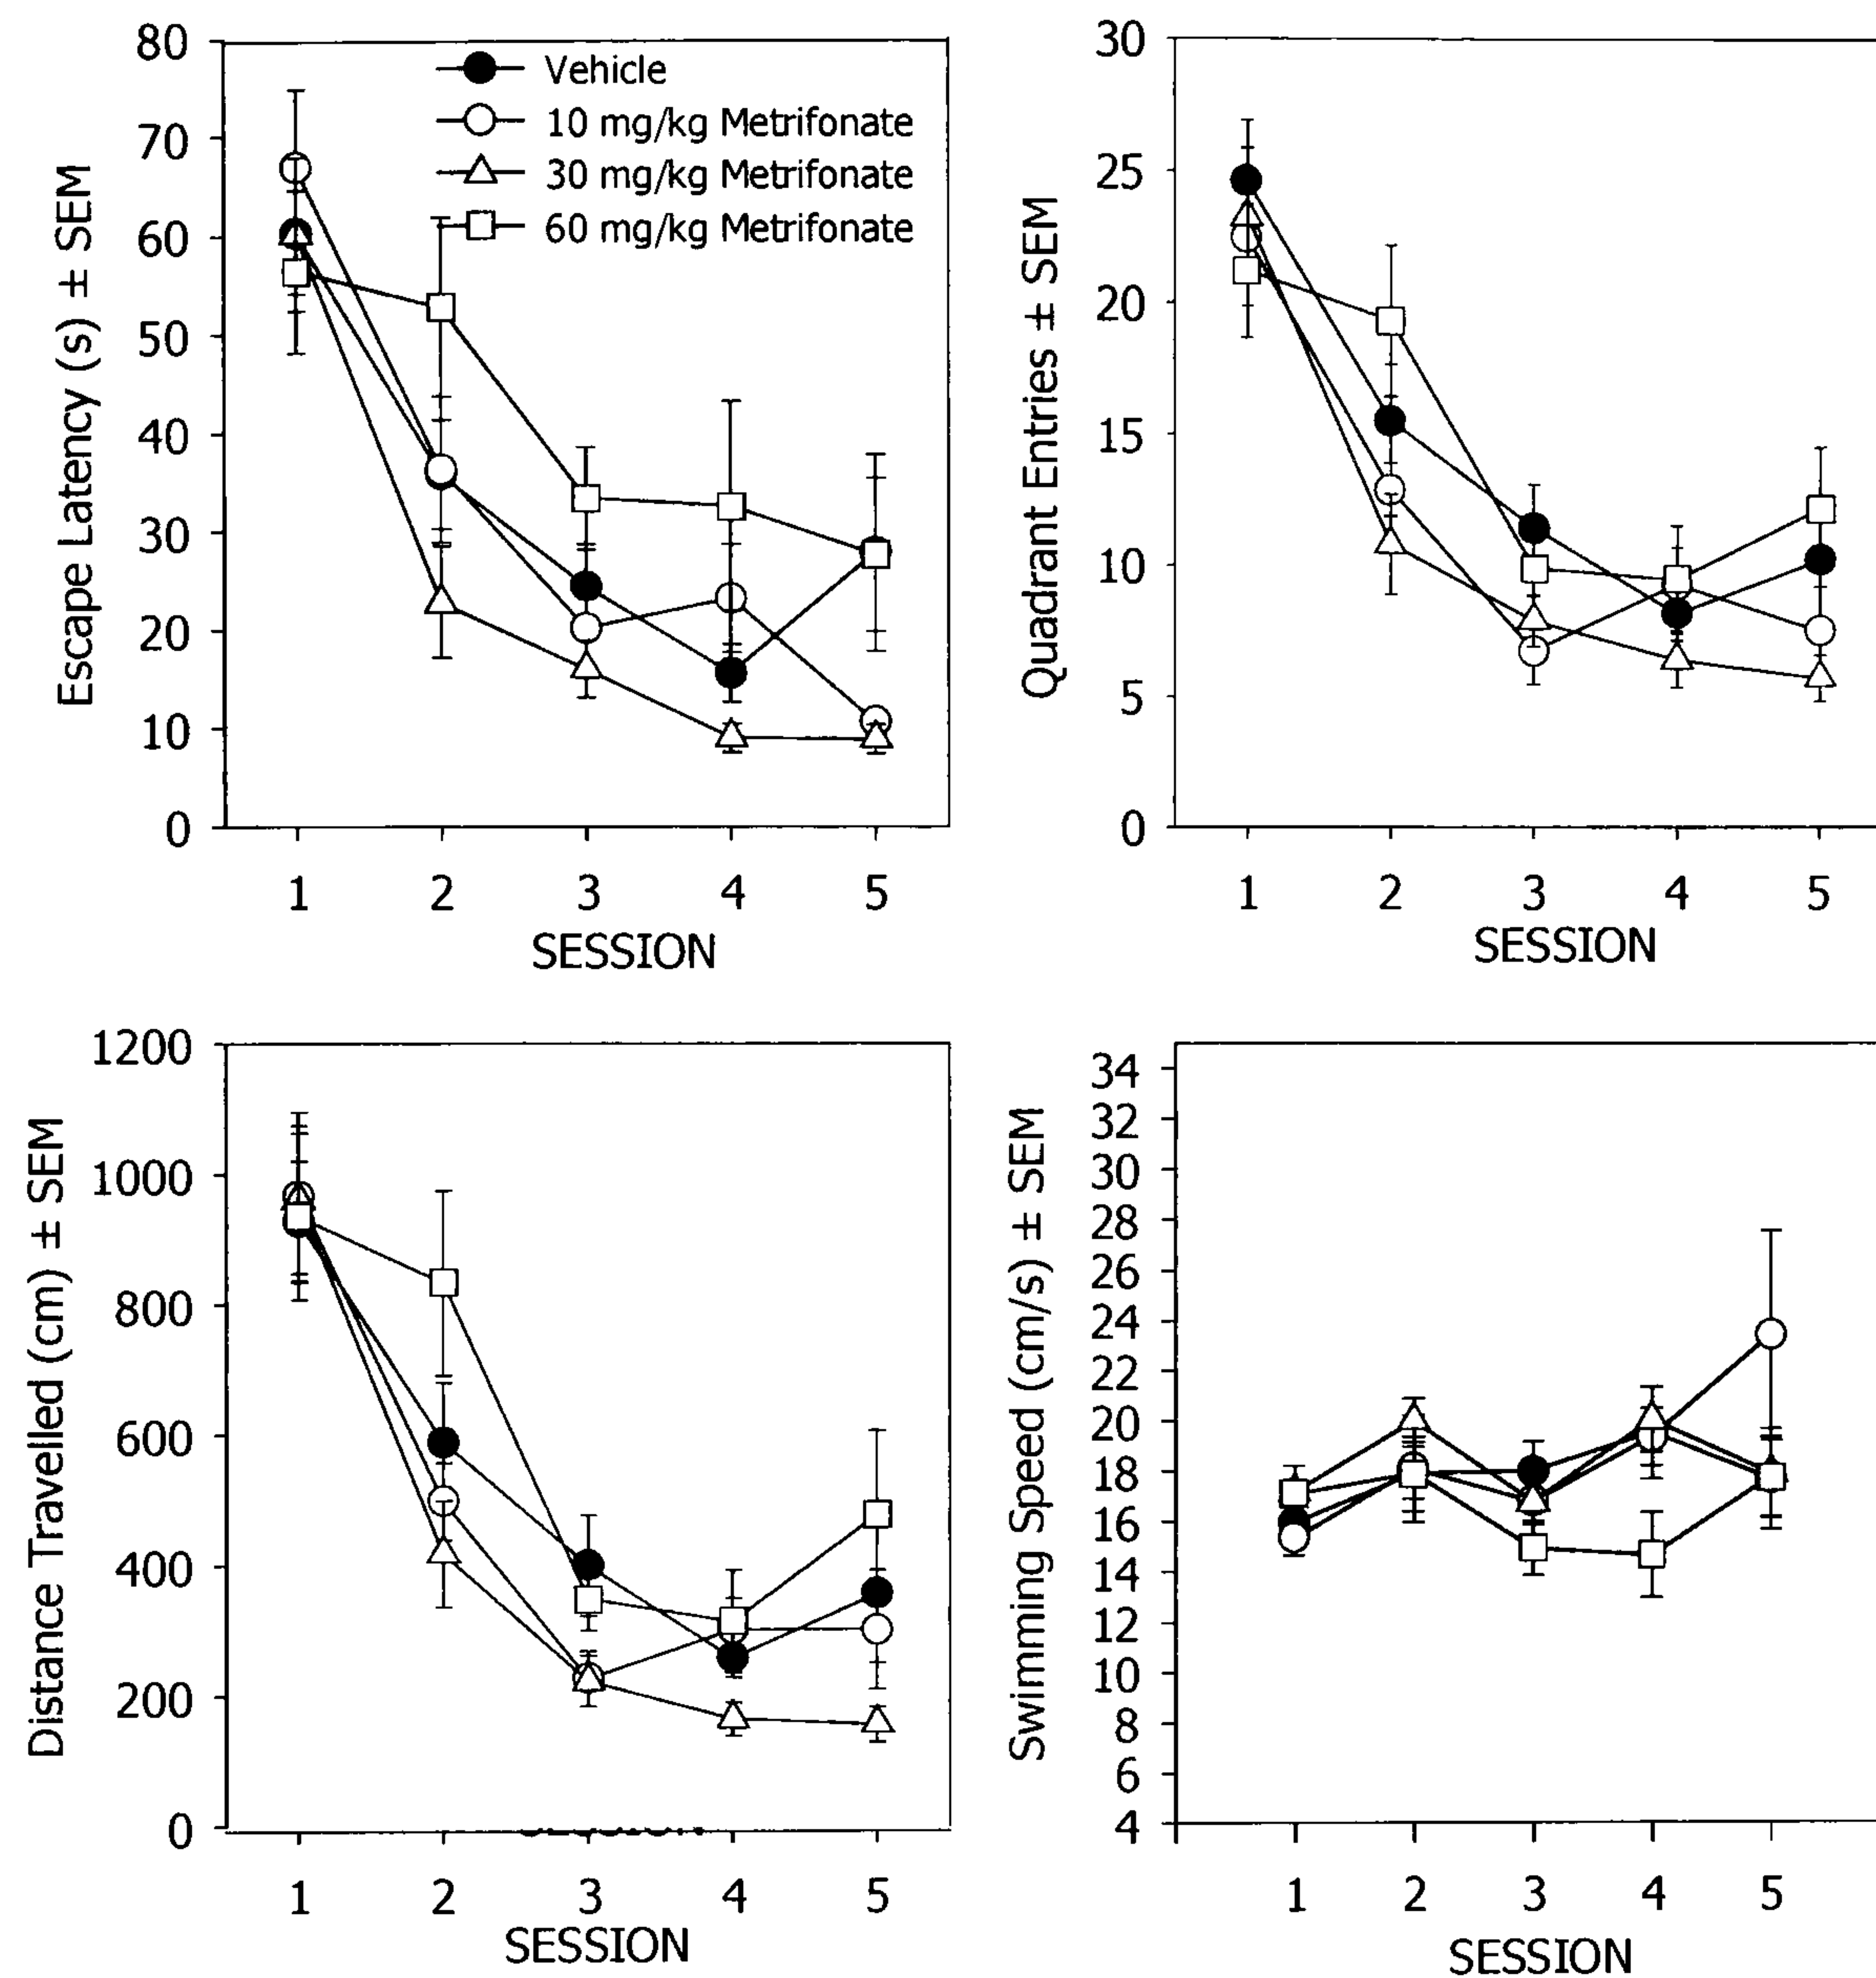 80
70
60
50
40
30
20
10
0
Escape Latency (s) ± SEM
Vehicle
10 mg/kg Metrifonate
30 mg/kg Metrifonate
60 mg/kg Metrifonate
1 2 3 4 5
SESSION
30
25
20
15
10
5
0
Quadrant Entries ± SEM
1 2 3 4 5
SESSION
1200
1000
800
600
400
200
0
Distance Travelled (cm) ± SEM
1 2 3 4 5
SESSION
34
32
30
28
26
24
22
20
18
16
14
12
10
8
6
4
Swimming Speed (cm/s) ± SEM
1 2 3 4 5
SESSION